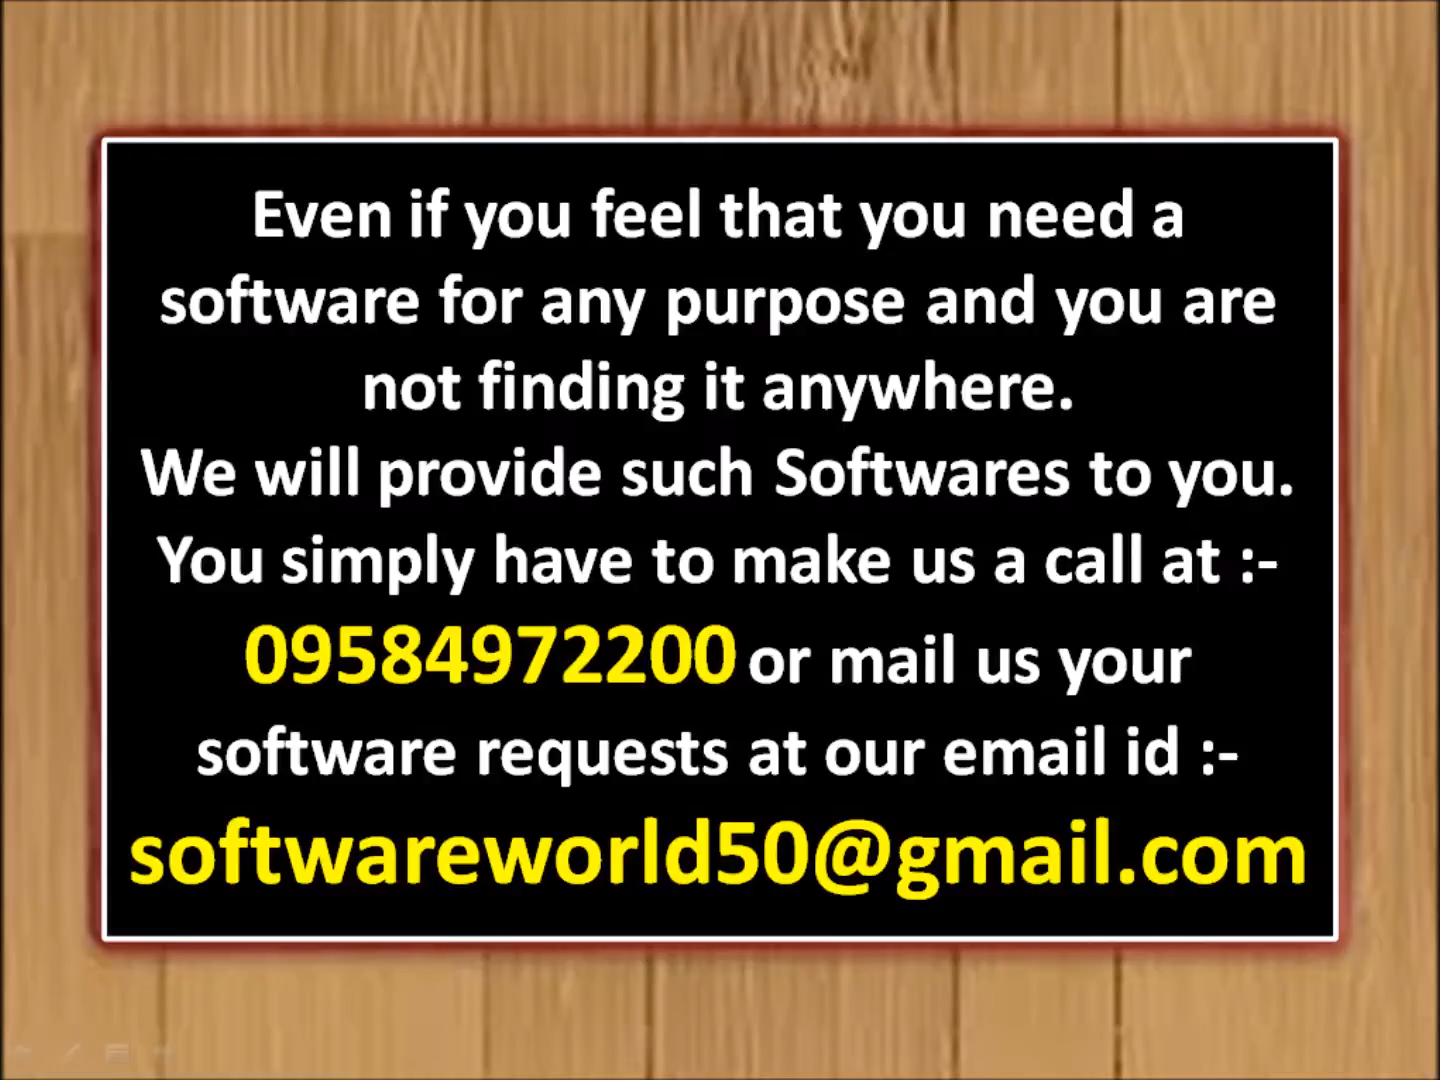 Even if you feel that you need a
software for any purpose and you are
not finding it anywhere.
We will provide such Softwares to you.
You simply have to make us a call at :-
09584972200 or mail us your
software requests at our email id :-
softwareworld50@gmail.com